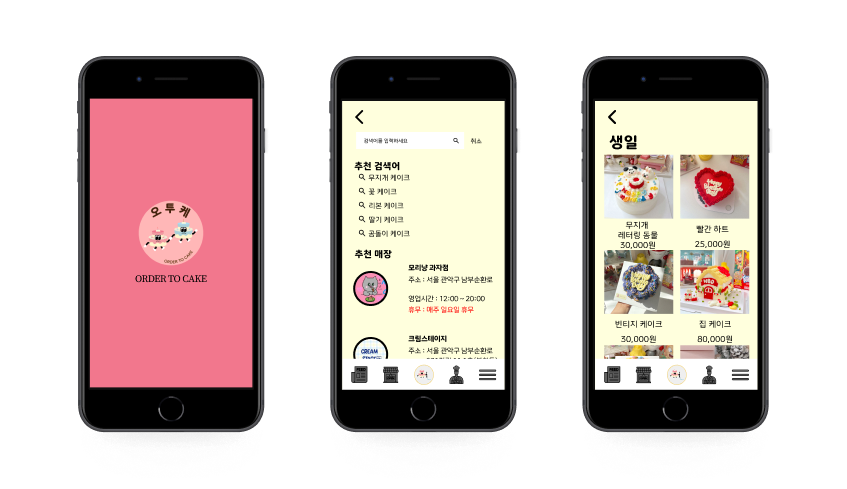 오투케
ORDER TO CAKE
ORDER TO CAKE
검색어를 입력하세요
취소
추천 검색어
무지개 케이크
꽃 케이크
리본 케이크
딸기 케이크
곰돌이 케이크
추천 매장
모리냥 과자점
주소 : 서울 관악구 남부순환로
영업시간 : 12:00 ~ 20:00
휴무 : 매주 일요일 휴무
CREAM
크림스테이지
주소 : 서울 관악구 남부순환로
생일
무지개
레터링 동물
30,000원
빨간 하트
25,000원
빈티지 케이크
30,000원
집 케이크
80,000원